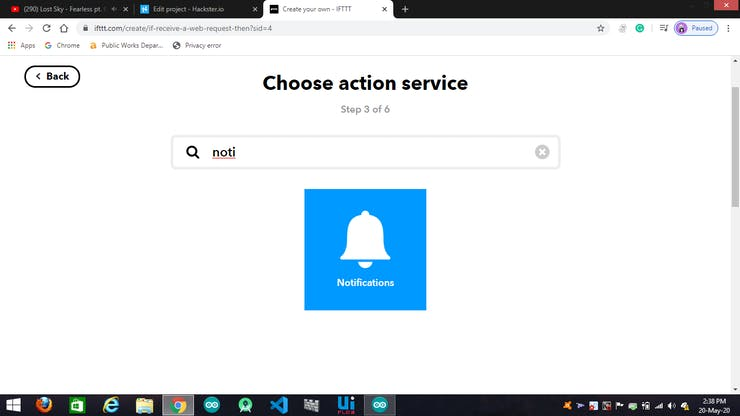 (290) Lost Sky - Fearless pt.
Edit project - Hackster.io
Create your own - IFTTT
ifttt.com/create/if-receive-a-web-request-then?sid=4
Paused
Apps
Chrome
Public Works Depar...
Privacy error
Back
Choose action service
Step 3 of 6
noti
Notifications
Ui
2:38 PM
20-May-20